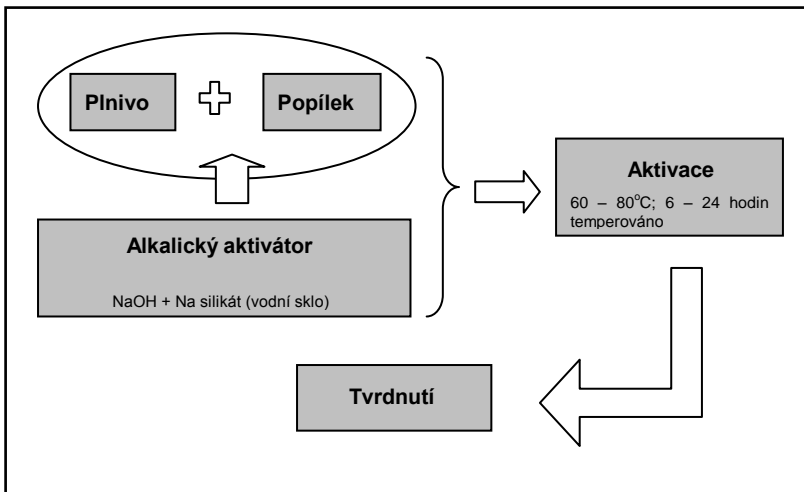 Plnivo
Popílek
Alkalický aktivátor
NaOH + Na silikát (vodní sklo)
Aktivace
60 – 80°C; 6 – 24 hodin
temperováno
Tvrdnutí